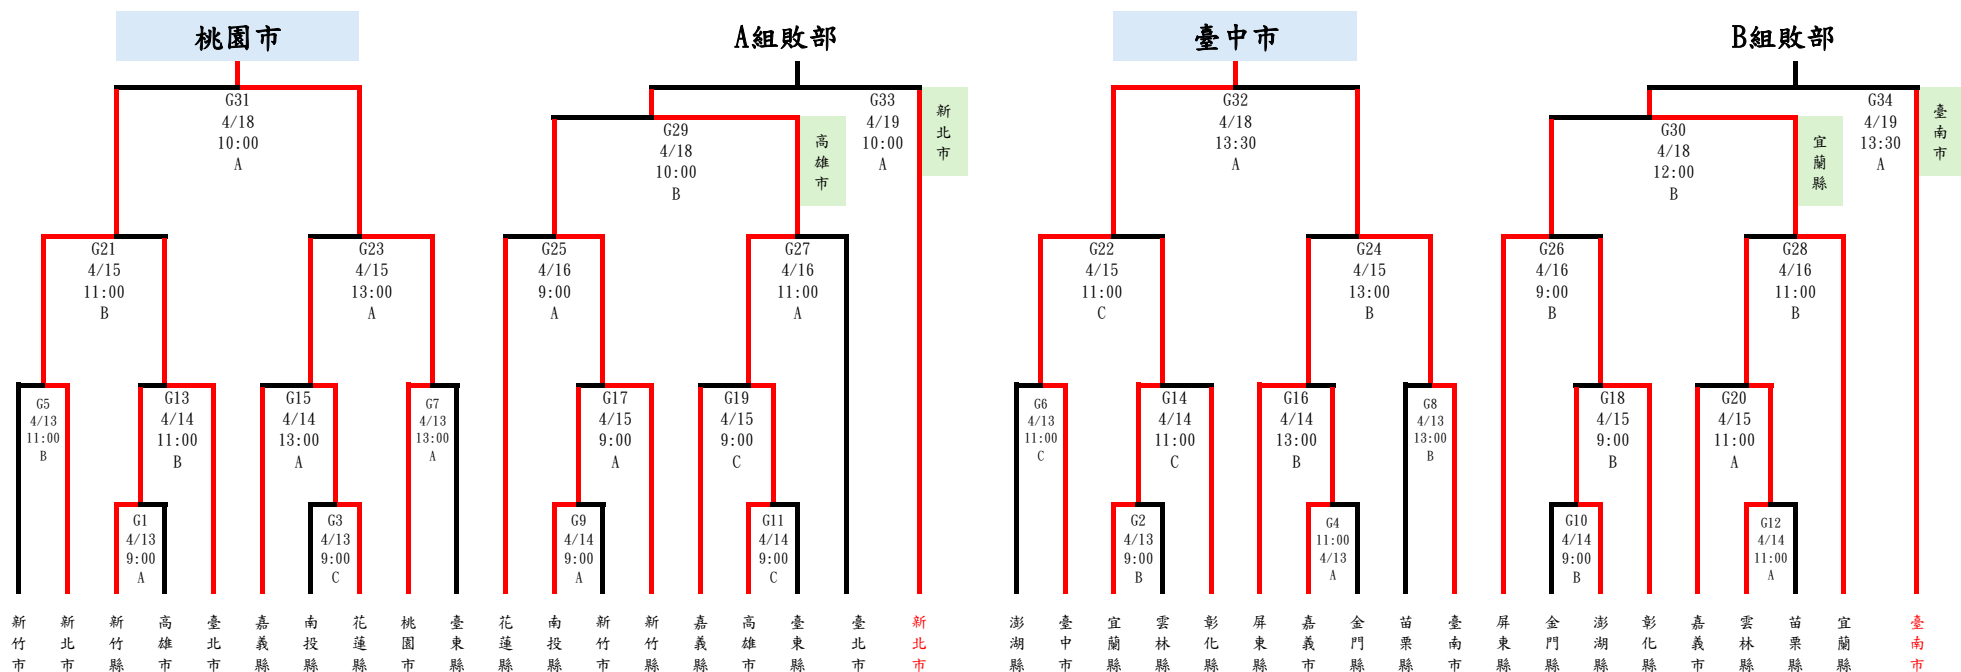 桃園市
A組敗部
臺中市
B組敗部
G31
4/18
10:00
A
G29
4/18
10:00
B
高雄市
G33
4/19
10:00
A
新北市
G32
4/18
13:30
A
G30
4/18
12:00
B
宜蘭縣
G34
4/19
13:30
A
臺南市
G21
4/15
11:00
B
G23
4/15
13:00
A
G25
4/16
9:00
A
G27
4/16
11:00
A
G22
4/15
11:00
C
G24
4/15
13:00
B
G26
4/16
9:00
B
G28
4/16
11:00
B
G5
4/13
11:00
B
G13
4/14
11:00
B
G15
4/14
13:00
A
G7
4/13
13:00
A
G17
4/15
9:00
A
G19
4/15
9:00
C
G6
4/13
11:00
C
G14
4/14
11:00
C
G16
4/14
13:00
B
G8
4/13
13:00
B
G18
4/15
9:00
B
G20
4/15
11:00
A
G1
4/13
9:00
A
G3
4/13
9:00
C
G9
4/14
9:00
A
G11
4/14
9:00
C
G2
4/13
9:00
B
G4
11:00
4/13
A
G10
4/14
9:00
B
G12
4/14
11:00
A
新竹市
新北市
新竹縣
高雄市
臺北市
嘉義縣
南投縣
花蓮縣
桃園市
臺東縣
花蓮縣
南投縣
新竹市
新竹縣
嘉義縣
高雄市
臺東縣
臺北市
新北市
澎湖縣
臺中市
宜蘭縣
雲林縣
彰化縣
屏東縣
嘉義市
金門縣
苗栗縣
臺南市
屏東縣
金門縣
澎湖縣
彰化縣
嘉義市
雲林縣
苗栗縣
宜蘭縣
臺南市